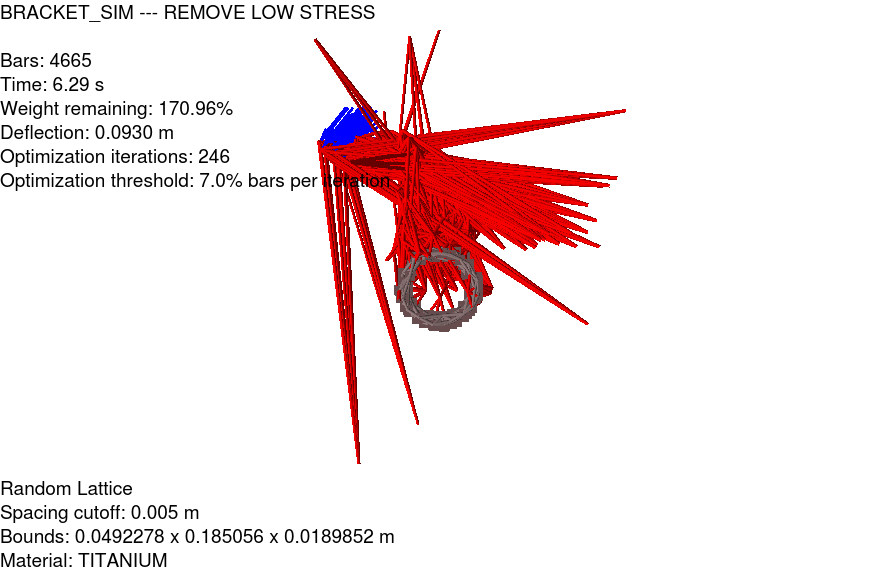 BRACKET_SIM --- REMOVE LOW STRESS
Bars: 4665
Time: 6.29 s
Weight remaining: 170.96%
Deflection: 0.0930 m
Optimization iterations: 246
Optimization threshold: 7.0% bars per iteration
Random Lattice
Spacing cutoff: 0.005 m
Bounds: 0.0492278 x 0.185056 x 0.0189852 m
Material: TITANIUM